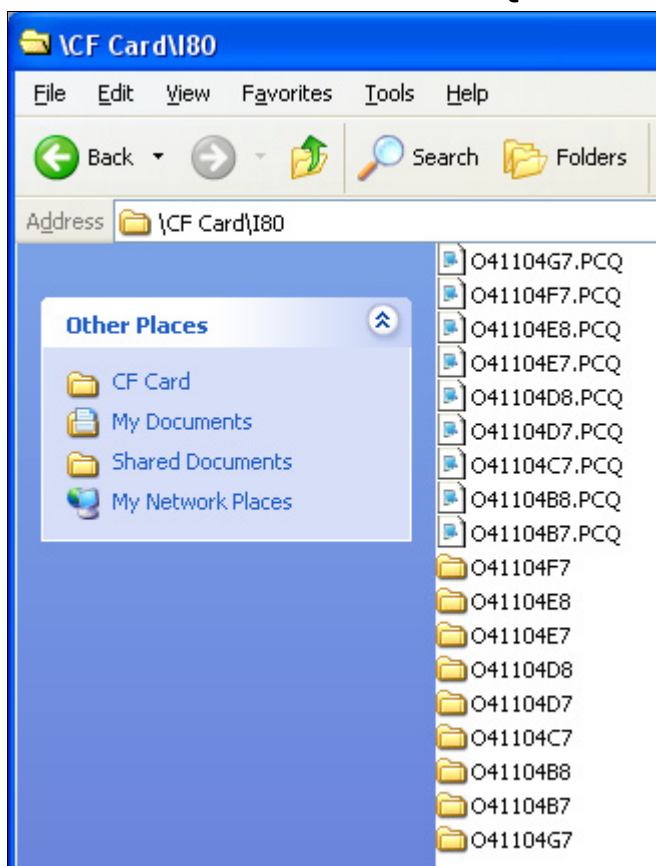 \CF Card\I80
File Edit View Favorites Tools Help
Back Search Folders
Address \CF Card\I80
Other Places
CF Card
My Documents
Shared Documents
My Network Places
O41104G7.PCQ
O41104F7.PCQ
O41104E8.PCQ
O41104E7.PCQ
O41104D8.PCQ
O41104D7.PCQ
O41104C7.PCQ
O41104B8.PCQ
O41104B7.PCQ
O41104F7
O41104E8
O41104E7
O41104D8
O41104D7
O41104C7
O41104B8
O41104B7
O41104G7